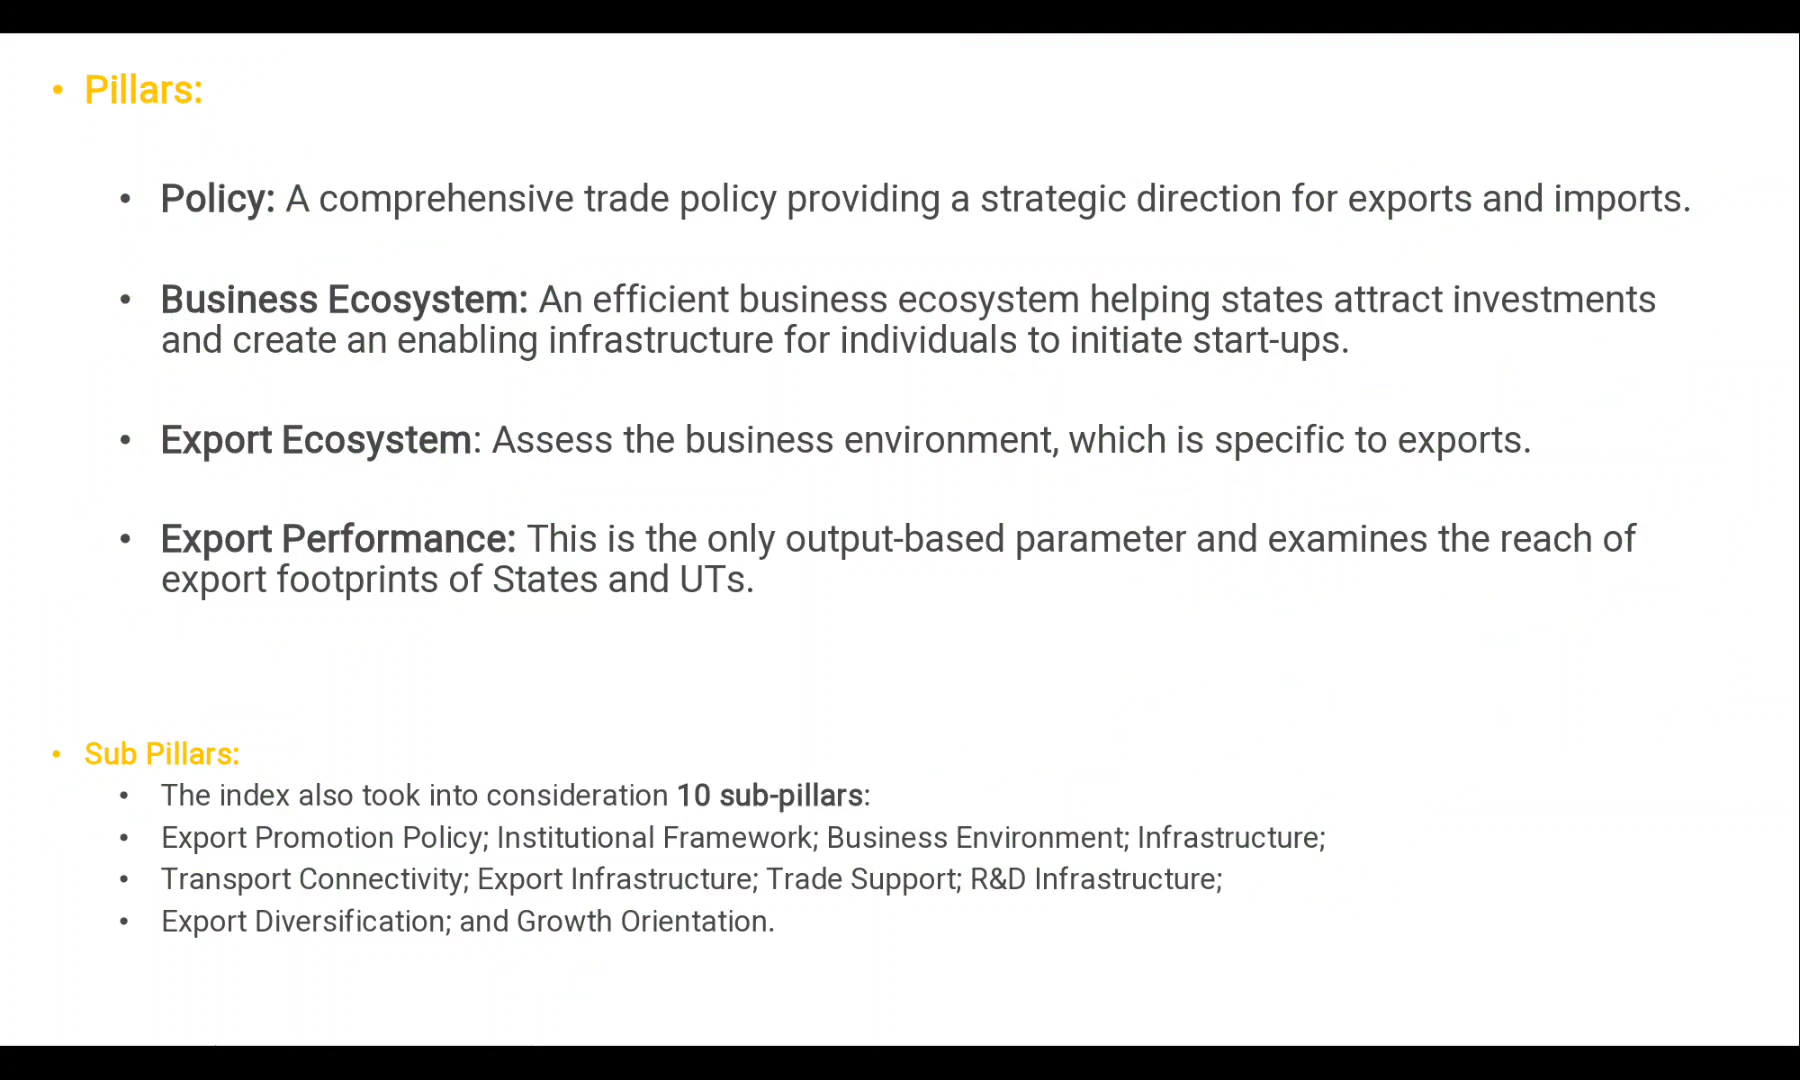 • Pillars:
• Policy: A comprehensive trade policy providing a strategic direction for exports and imports.
• Business Ecosystem: An efficient business ecosystem helping states attract investments
and create an enabling infrastructure for individuals to initiate start-ups.
• Export Ecosystem: Assess the business environment, which is specific to exports.
• Export Performance: This is the only output-based parameter and examines the reach of
export footprints of States and UTs.
• Sub Pillars:
• The index also took into consideration 10 sub-pillars:
• Export Promotion Policy; Institutional Framework; Business Environment; Infrastructure;
• Transport Connectivity; Export Infrastructure; Trade Support; R&D Infrastructure;
• Export Diversification; and Growth Orientation.